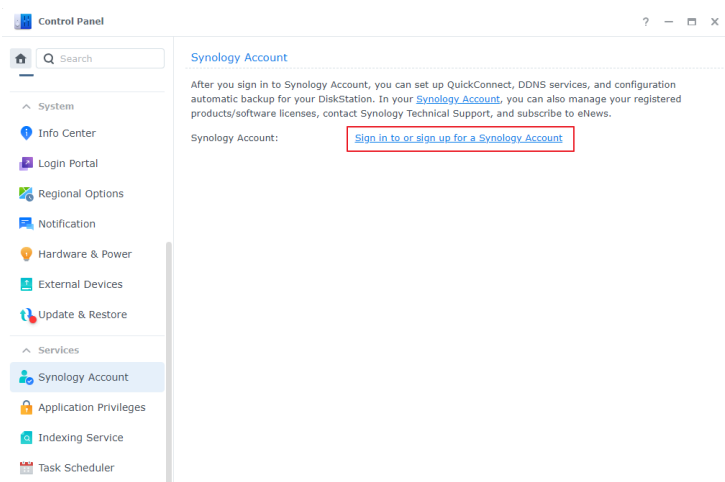 Control Panel
Search
System
Info Center
Login Portal
Regional Options
Notification
Hardware & Power
External Devices
Update & Restore
Services
Synology Account
Application Privileges
Indexing Service
Task Scheduler
Synology Account
After you sign in to Synology Account, you can set up QuickConnect, DDNS services, and configuration
automatic backup for your DiskStation. In your Synology Account, you can also manage your registered
products/software licenses, contact Synology Technical Support, and subscribe to eNews.
Synology Account: Sign in to or sign up for a Synology Account